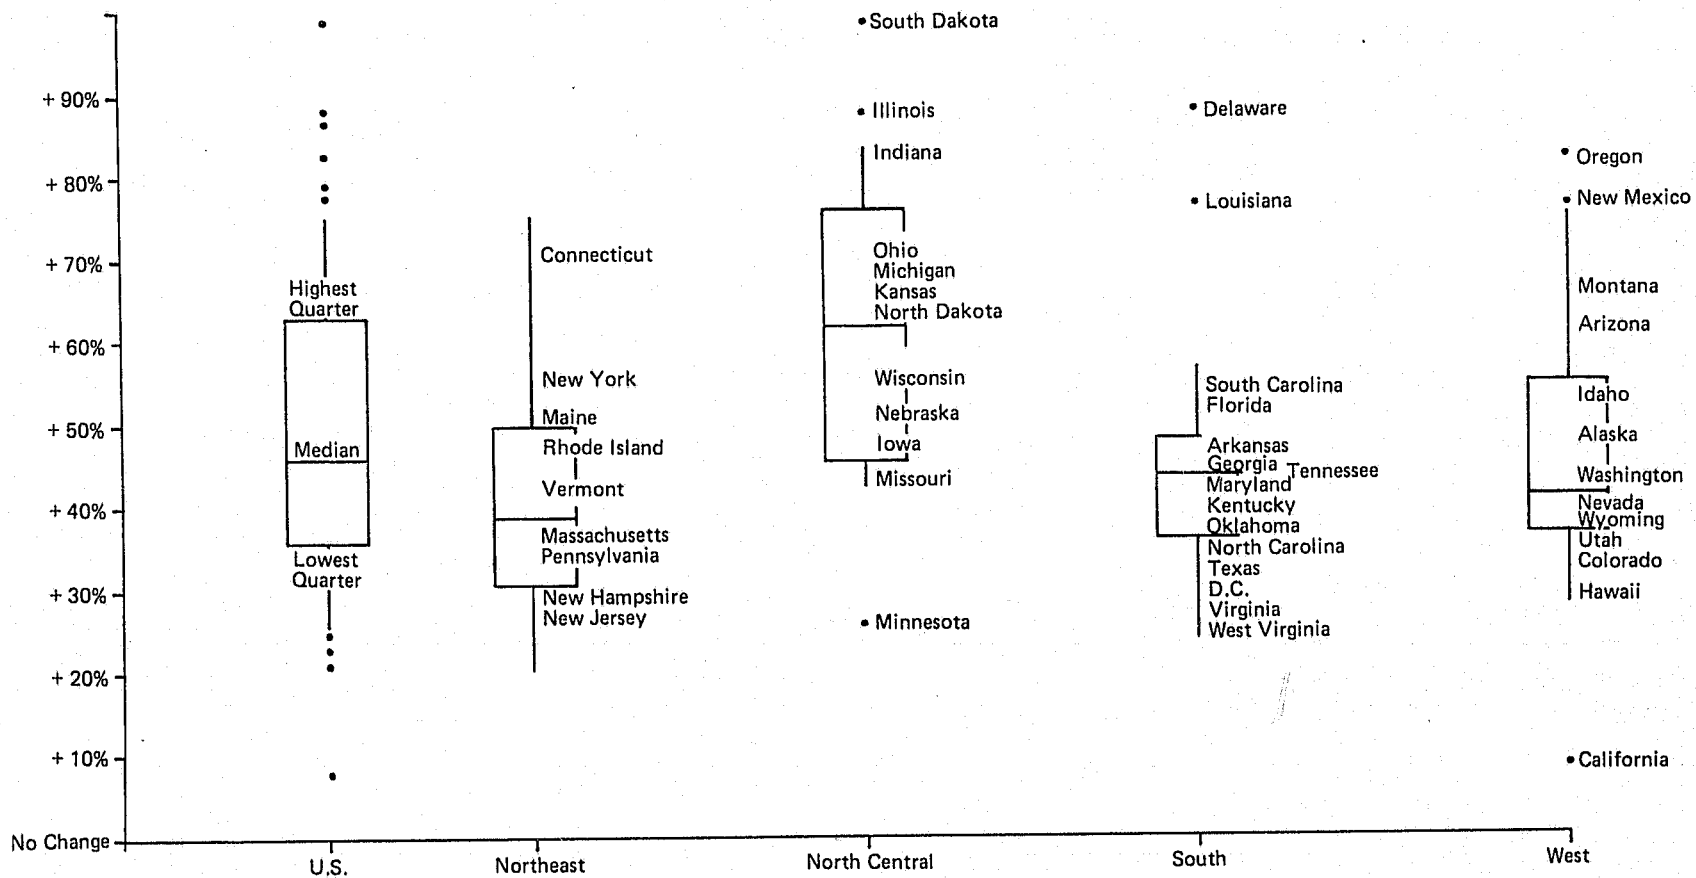 + 90%
+ 80%
+ 70%
+ 60%
+ 50%
+ 40%
+ 30%
+ 20%
+ 10%
No Change
Highest
Quarter
Median
Lowest
Quarter
U.S.
Connecticut
New York
Maine
Rhode Island
Vermont
Massachusetts
Pennsylvania
New Hampshire
New Jersey
Northeast
South Dakota
Illinois
Indiana
Ohio
Michigan
Kansas
North Dakota
Wisconsin
Nebraska
Iowa
Missouri
Minnesota
North Central
Delaware
Louisiana
South Carolina
Florida
Arkansas
Georgia
Tennessee
Maryland
Kentucky
Oklahoma
North Carolina
Texas
D.C.
Virginia
West Virginia
South
Oregon
New Mexico
Montana
Arizona
Idaho
Alaska
Washington
Nevada
Wyoming
Utah
Colorado
Hawaii
California
West